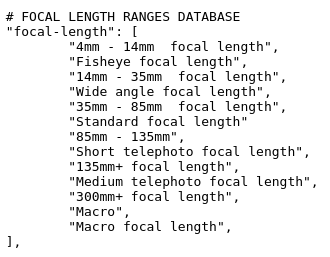 # FOCAL LENGTH RANGES DATABASE
"focal-length": [
        "4mm - 14mm  focal length",
        "Fisheye focal length",
        "14mm - 35mm  focal length",
        "Wide angle focal length",
        "35mm - 85mm  focal length",
        "Standard focal length"
        "85mm - 135mm",
        "Short telephoto focal length",
        "135mm+ focal length",
        "Medium telephoto focal length",
        "300mm+ focal length",
        "Macro",
        "Macro focal length",
],